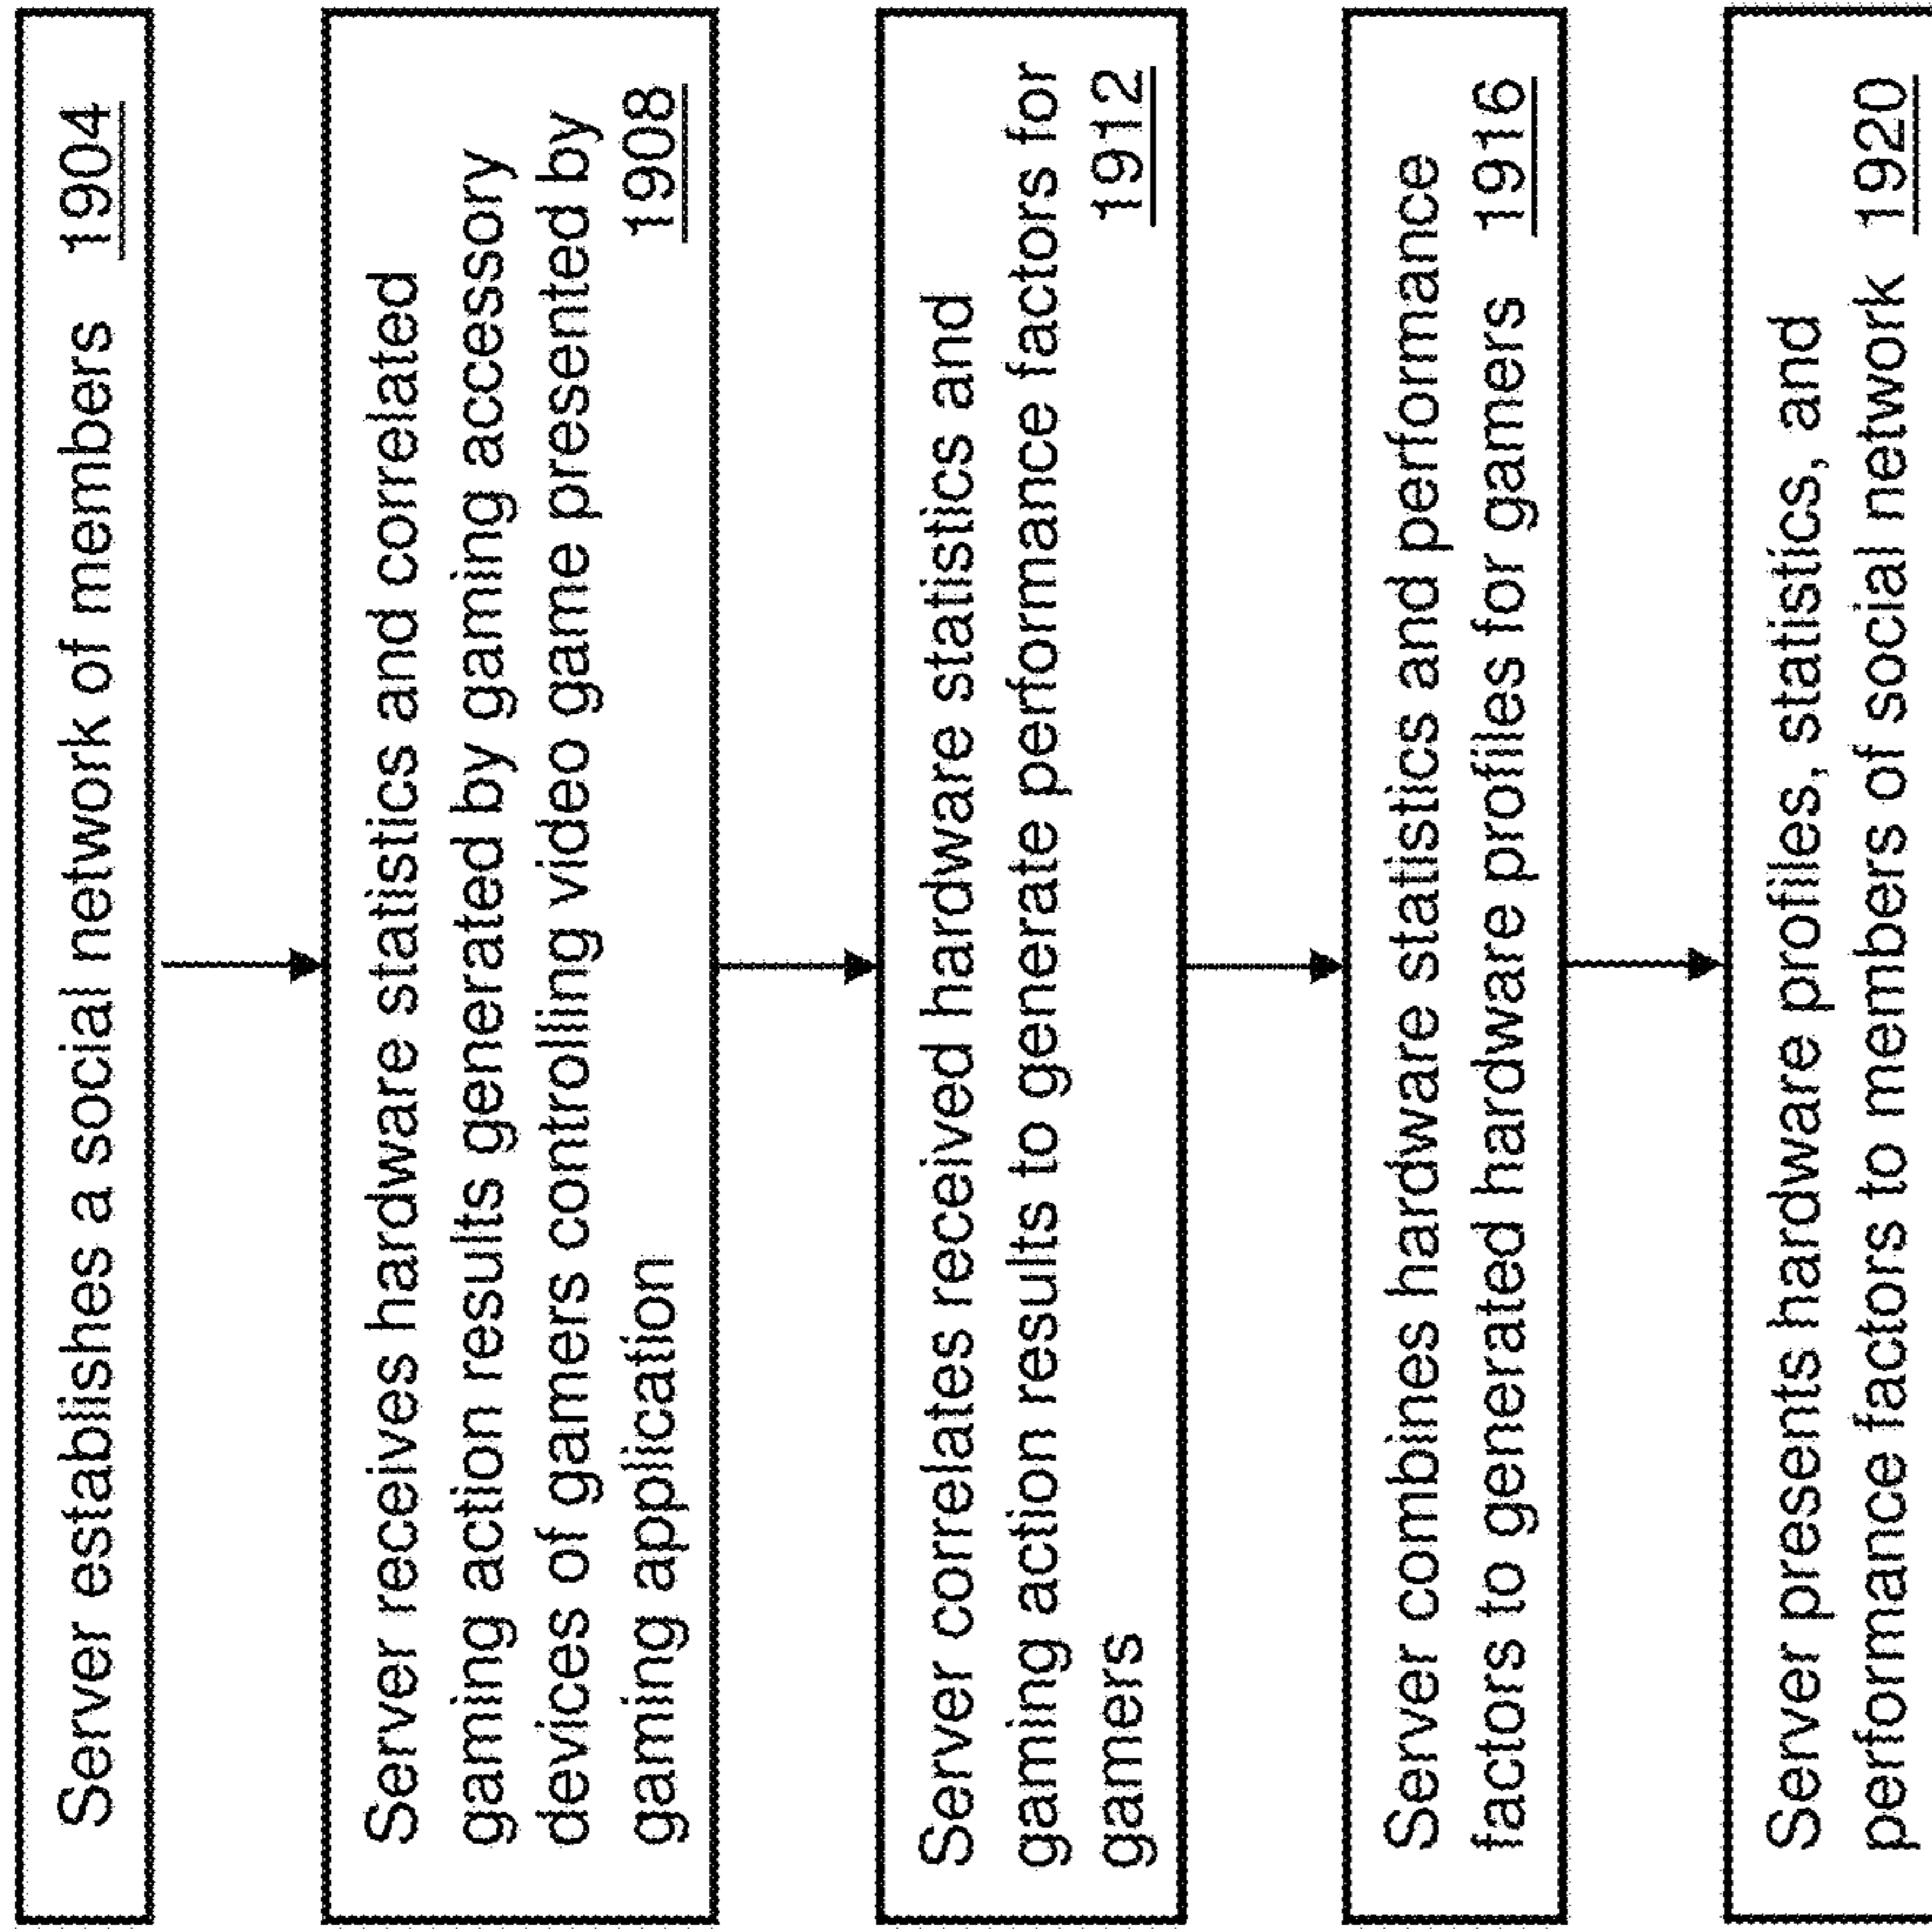 Server establishes a social network of members 1904
Server receives hardware statistics and correlated
gaming action results generated by gaming accessory
devices of gamers controlling video game presented by
gaming application 1908
Server correlates received hardware statistics and
gaming action results to generate performance factors for
gamers 1912
Server combines hardware statistics and performance
factors to generated hardware profiles for gamers 1916
Server presents hardware profiles, statistics, and
performance factors to members of social network 1920